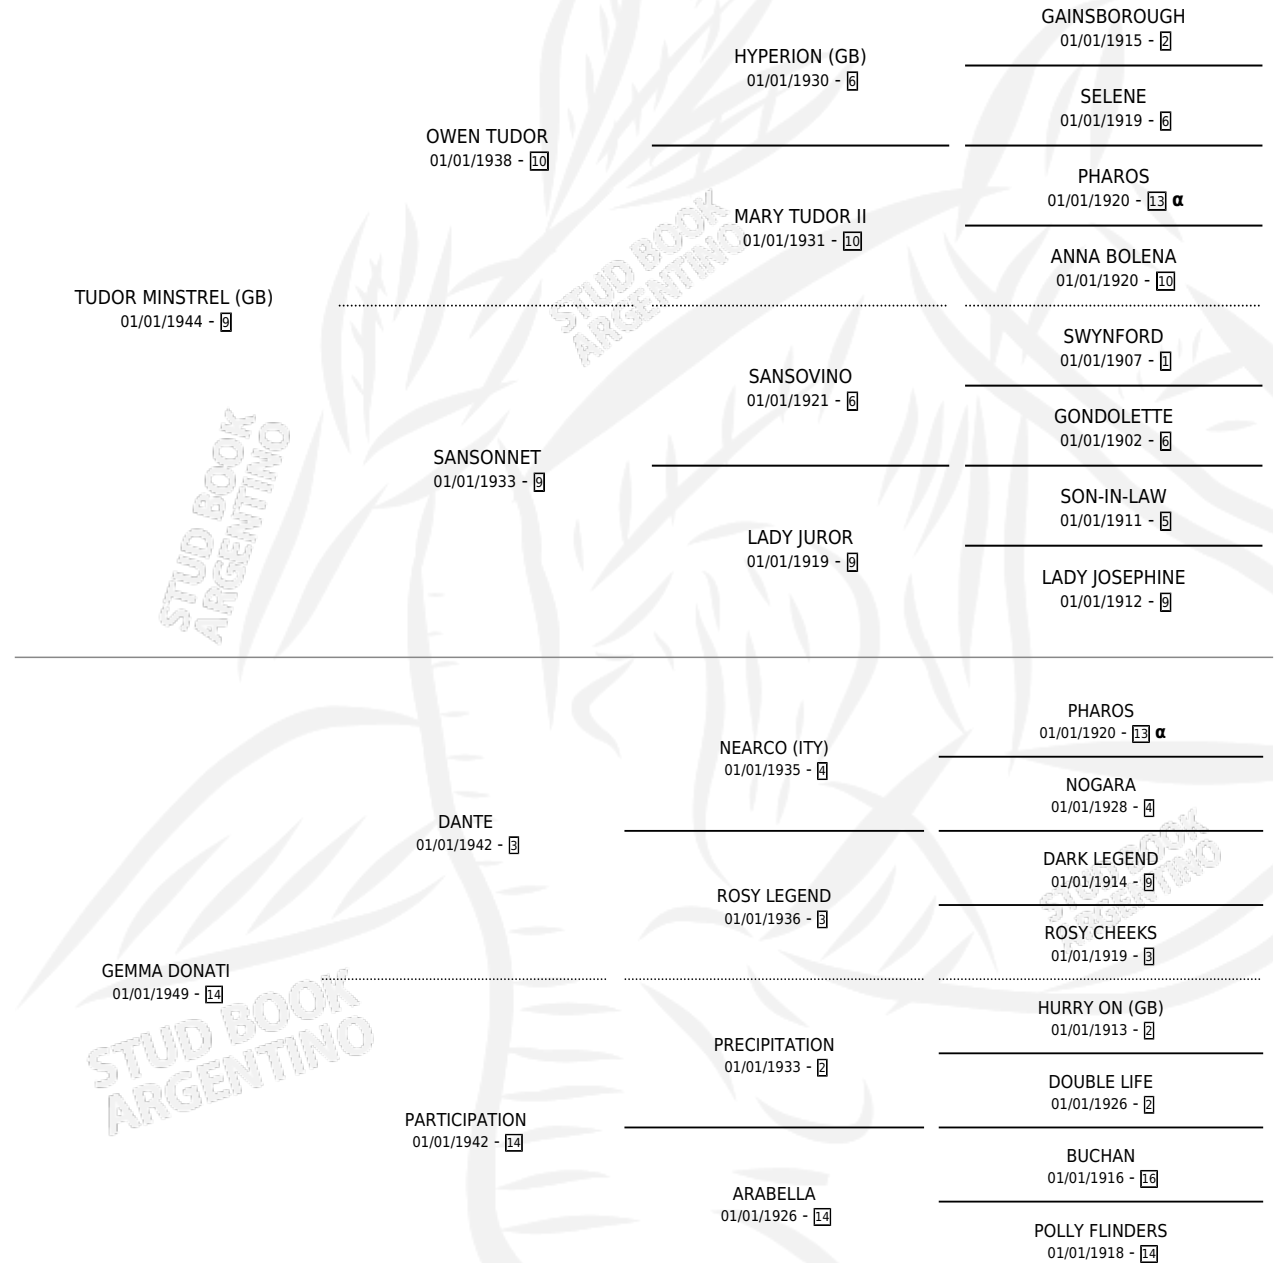 GAINSBOROUGH
01/01/1915 - 2
HYPERION (GB)
01/01/1930 - 6
SELENE
01/01/1919 - 6
OWEN TUDOR
01/01/1938 - 10
PHAROS
01/01/1920 - 13 α
MARY TUDOR II
01/01/1931 - 10
ANNA BOLENA
01/01/1920 - 10
STUD BOOK
ARGENTINO
TUDOR MINSTREL (GB)
01/01/1944 - 9
SWYNFORD
01/01/1907 - 1
SANSOVINO
01/01/1921 - 6
GONDOLETTE
01/01/1902 - 6
SANSONNET
01/01/1933 - 9
SON-IN-LAW
01/01/1911 - 5
LADY JUROR
01/01/1919 - 9
LADY JOSEPHINE
01/01/1912 - 9
STUD BOOK
ARGENTINO
PHAROS
01/01/1920 - 13 α
NEARCO (ITY)
01/01/1935 - 4
NOGARA
01/01/1928 - 4
DANTE
01/01/1942 - 3
DARK LEGEND
01/01/1914 - 9
ROSY LEGEND
01/01/1936 - 3
ROSY CHEEKS
01/01/1919 - 3
STUD BOOK
ARGENTINO
GEMMA DONATI
01/01/1949 - 14
HURRY ON (GB)
01/01/1913 - 2
PRECIPITATION
01/01/1933 - 2
DOUBLE LIFE
01/01/1926 - 2
STUD BOOK
ARGENTINO
PARTICIPATION
01/01/1942 - 14
BUCHAN
01/01/1916 - 16
ARABELLA
01/01/1926 - 14
POLLY FLINDERS
01/01/1918 - 14